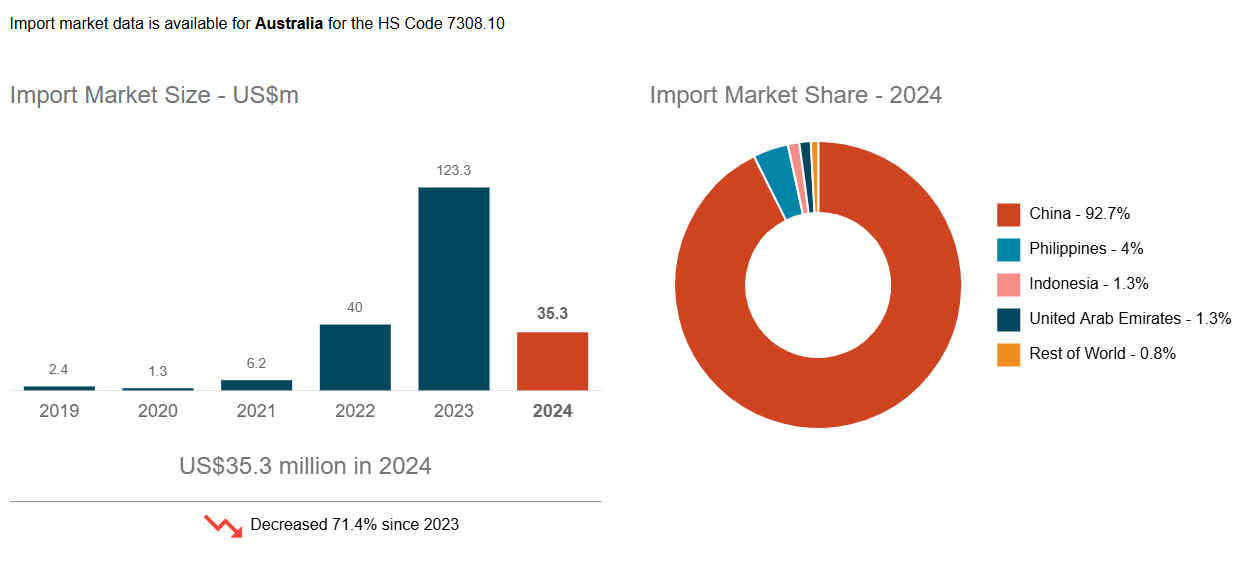 Import market data is available for Australia for the HS Code 7308.10
Import Market Size - US$m
123.3
40
35.3
6.2
2.4
1.3
2019 2020 2021 2022 2023 2024
US$35.3 million in 2024
Decreased 71.4% since 2023
Import Market Share - 2024
China - 92.7%
Philippines - 4%
Indonesia - 1.3%
United Arab Emirates - 1.3%
Rest of World - 0.8%